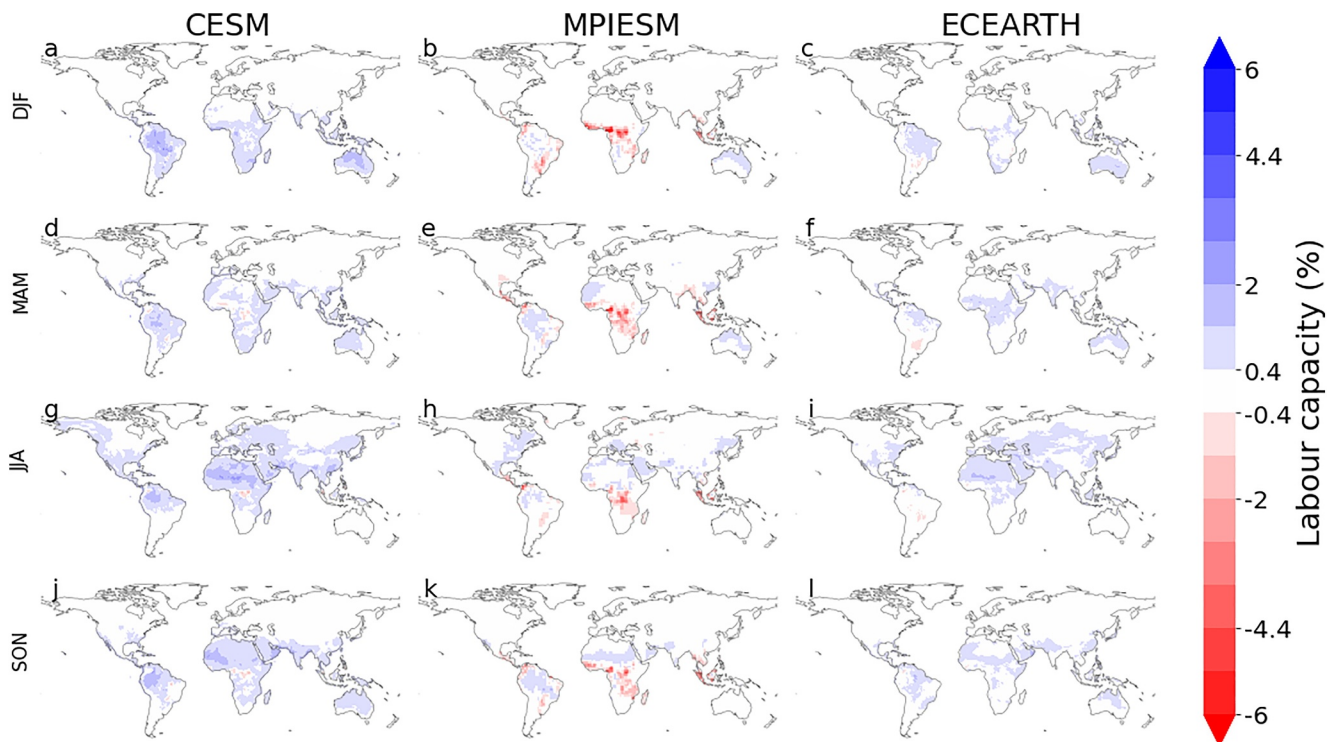 CESM MPIESM ECEARTH
a b c
DJF
d e f
MAM
g h i
JJA
j k l
SON
6
4.4
2
0.4
-0.4
-2
-4.4
-6
Labour capacity (%)